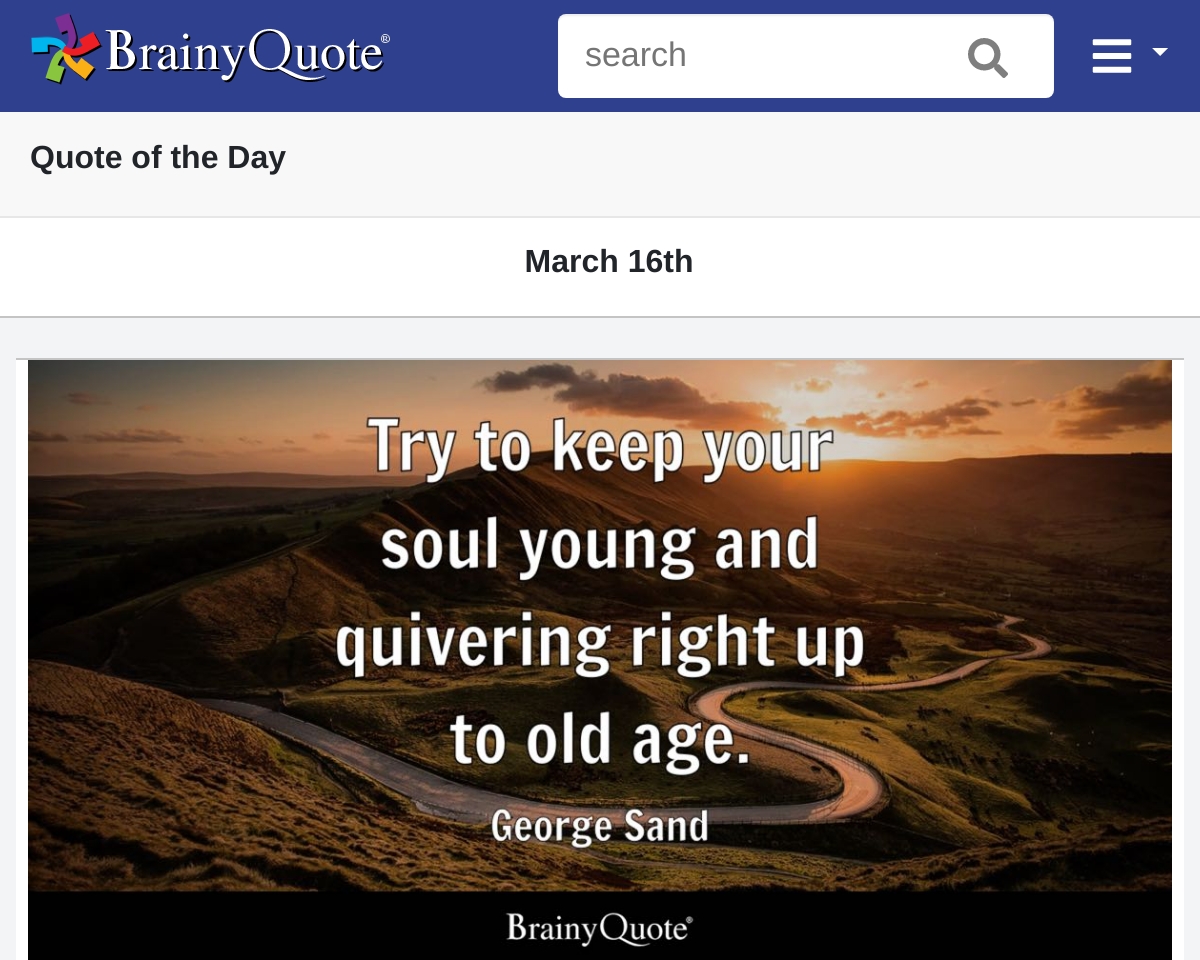 BrainyQuote®
search
Quote of the Day
March 16th
Try to keep your
soul young and
quivering right up
to old age.
George Sand
BrainyQuote®